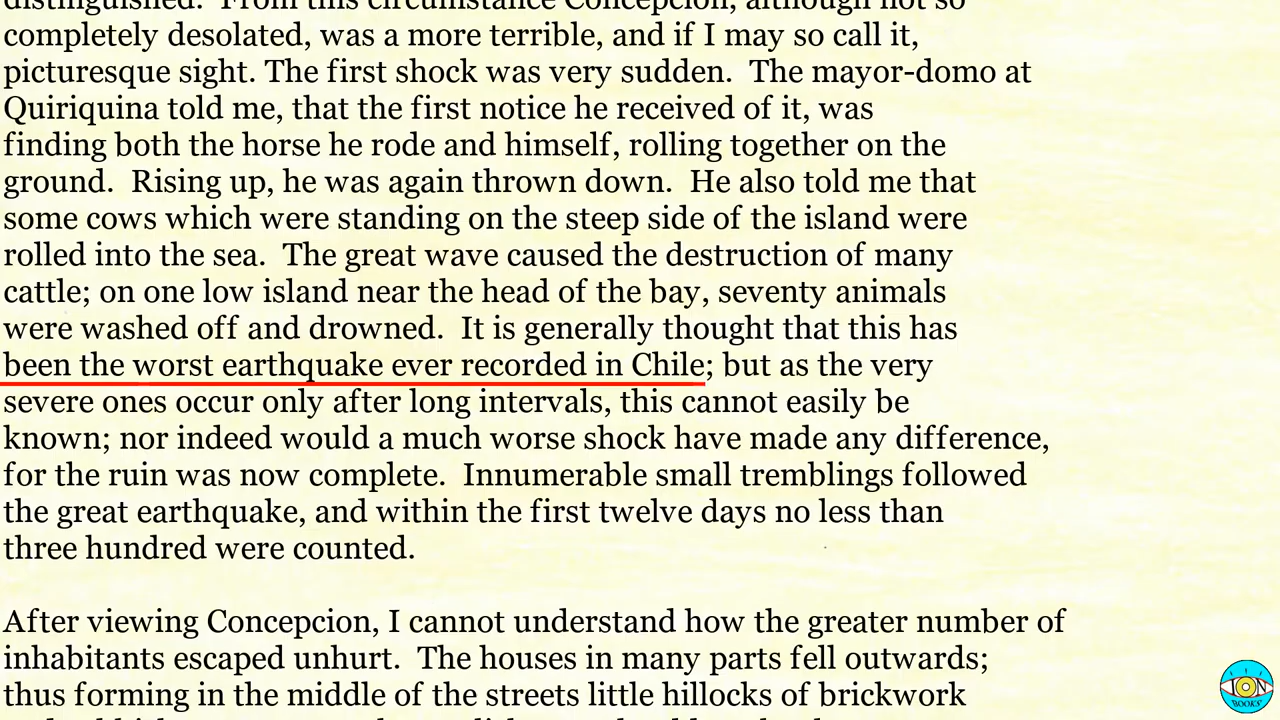 distinguished.  From this circumstance Concepcion, although not so
completely desolated, was a more terrible, and if I may so call it,
picturesque sight. The first shock was very sudden.  The mayor-domo at
Quiriquina told me, that the first notice he received of it, was
finding both the horse he rode and himself, rolling together on the
ground.  Rising up, he was again thrown down.  He also told me that
some cows which were standing on the steep side of the island were
rolled into the sea.  The great wave caused the destruction of many
cattle; on one low island near the head of the bay, seventy animals
were washed off and drowned.  It is generally thought that this has
been the worst earthquake ever recorded in Chile; but as the very
severe ones occur only after long intervals, this cannot easily be
known; nor indeed would a much worse shock have made any difference,
for the ruin was now complete.  Innumerable small tremblings followed
the great earthquake, and within the first twelve days no less than
three hundred were counted.
After viewing Concepcion, I cannot understand how the greater number of
inhabitants escaped unhurt.  The houses in many parts fell outwards;
thus forming in the middle of the streets little hillocks of brickwork
ION
BOOKS